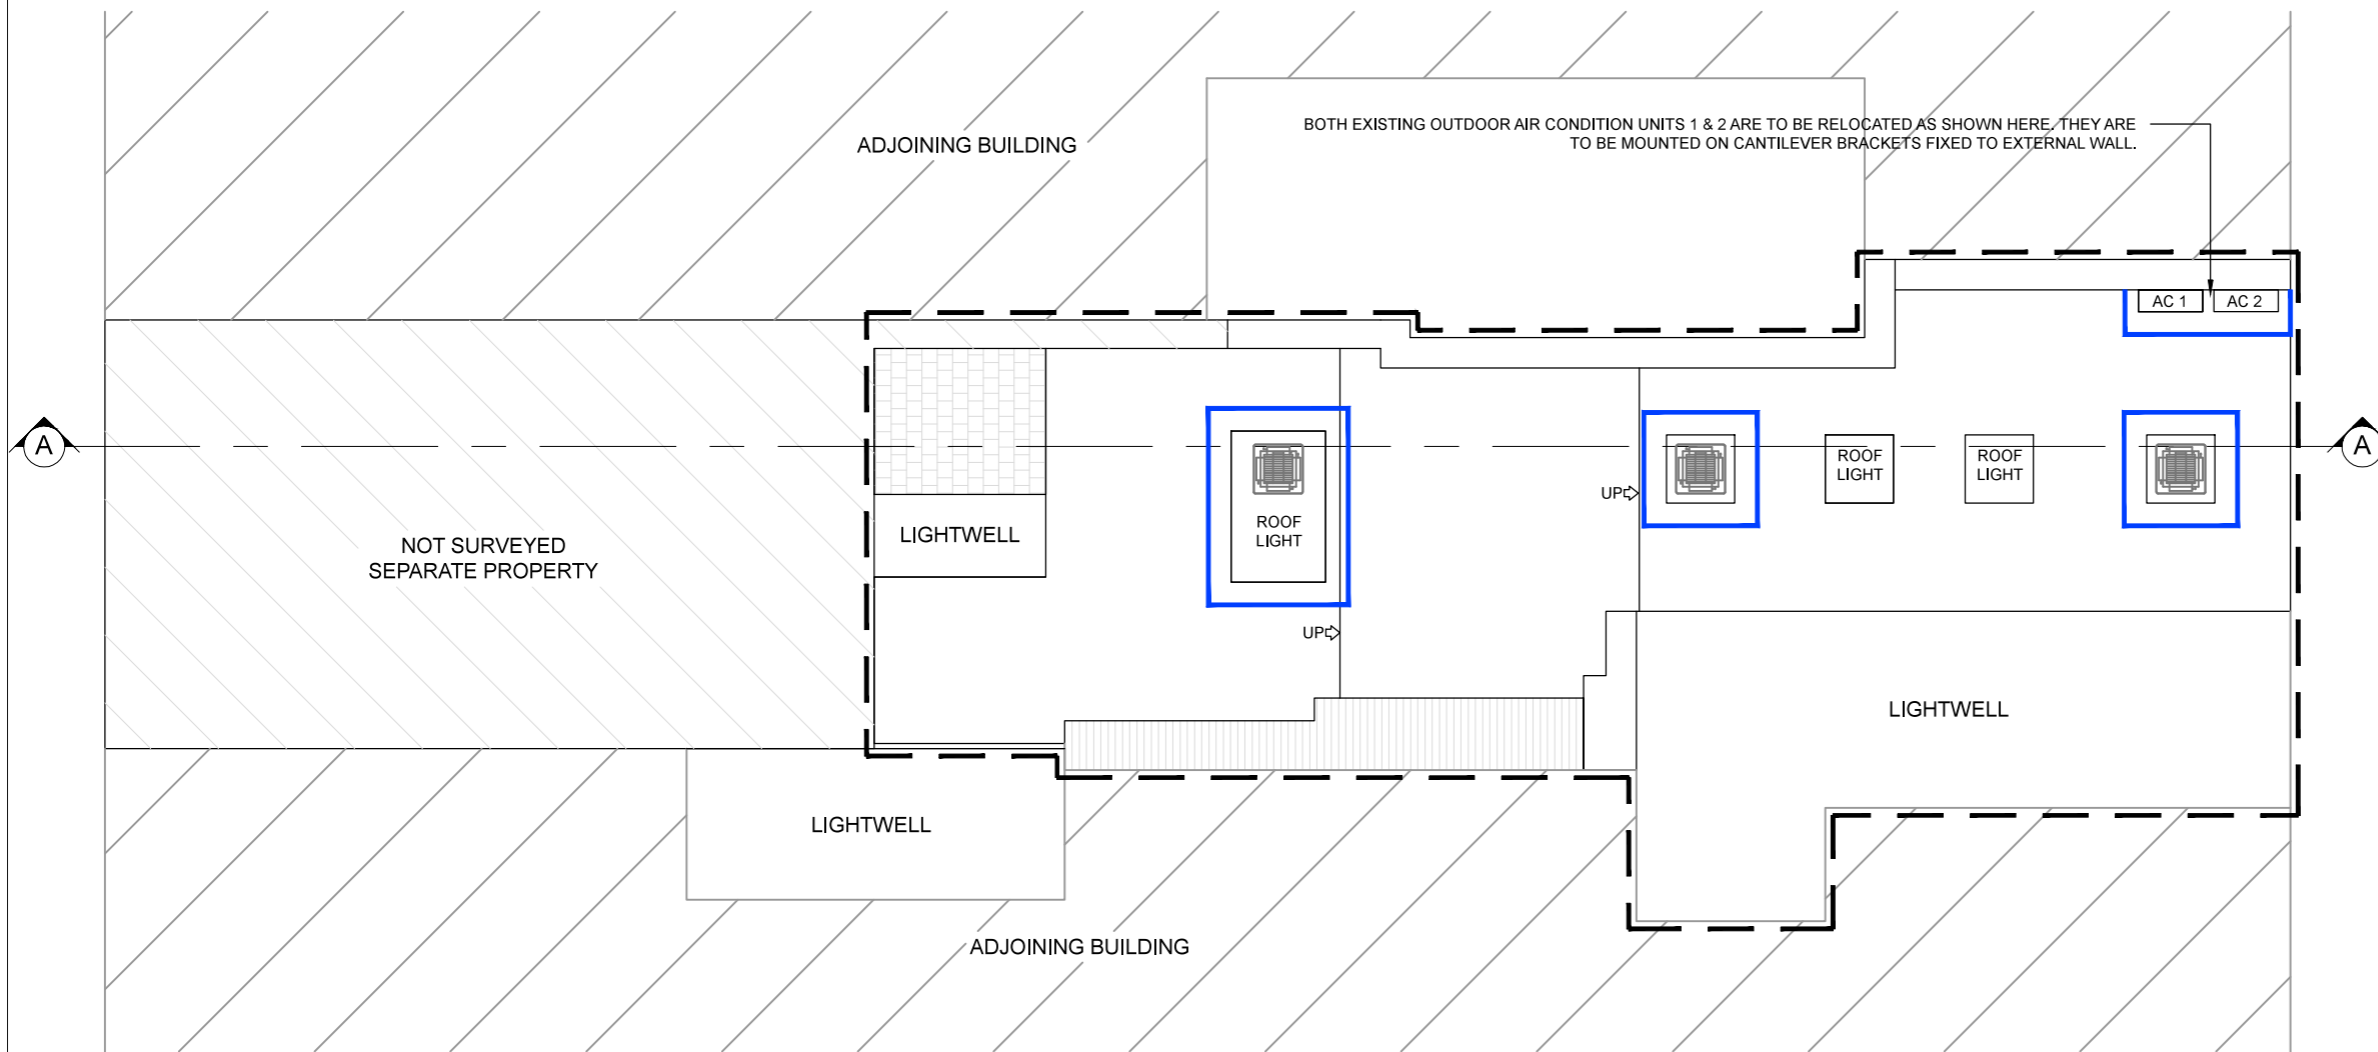 BOTH EXISTING OUTDOOR AIR CONDITION UNITS 1 & 2 ARE TO BE RELOCATED AS SHOWN HERE. THEY ARE
TO BE MOUNTED ON CANTILEVER BRACKETS FIXED TO EXTERNAL WALL.
ADJOINING BUILDING
AC 1
AC 2
A
A
ROOF
LIGHT
ROOF
LIGHT
UP
ROOF
LIGHT
LIGHTWELL
NOT SURVEYED
SEPARATE PROPERTY
UP
LIGHTWELL
LIGHTWELL
ADJOINING BUILDING